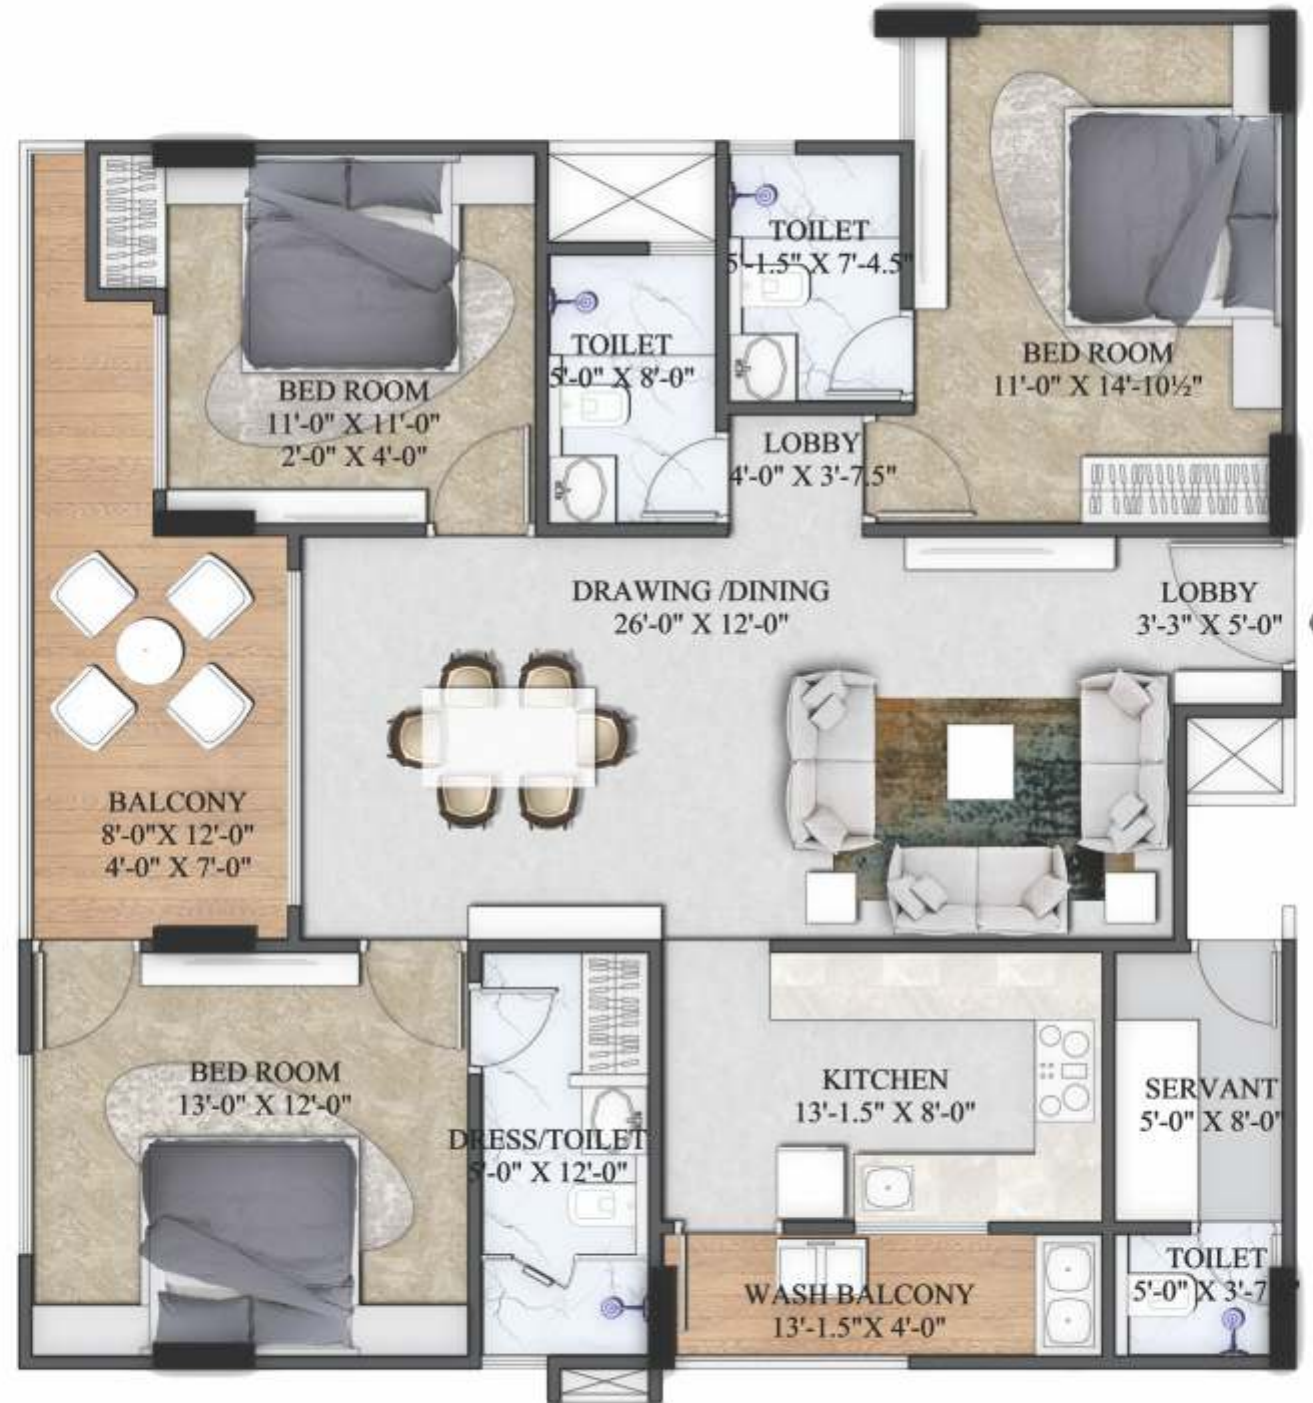 TOILET
5'-1.5" X 7'-4.5"
TOILET
5'-0" X 8'-0"
BED ROOM
11'-0" X 14'-10½"
BED ROOM
11'-0" X 11'-0"
2'-0" X 4'-0"
LOBBY
4'-0" X 3'-7.5"
DRAWING /DINING
26'-0" X 12'-0"
LOBBY
3'-3" X 5'-0"
BALCONY
8'-0"X 12'-0"
4'-0" X 7'-0"
BED ROOM
13'-0" X 12'-0"
DRESS/TOILET
5'-0" X 12'-0"
KITCHEN
13'-1.5" X 8'-0"
SERVANT
5'-0" X 8'-0"
WASH BALCONY
13'-1.5"X 4'-0"
TOILET
5'-0" X 3'-7